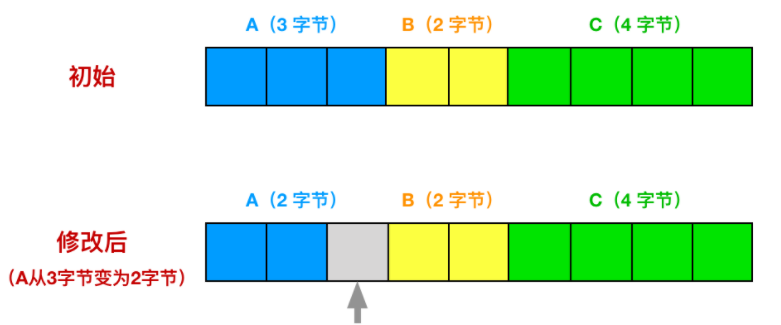 A（3 字节） B（2 字节） C（4 字节）
初始
A（2 字节） B（2 字节） C（4 字节）
修改后
（A从3字节变为2字节）